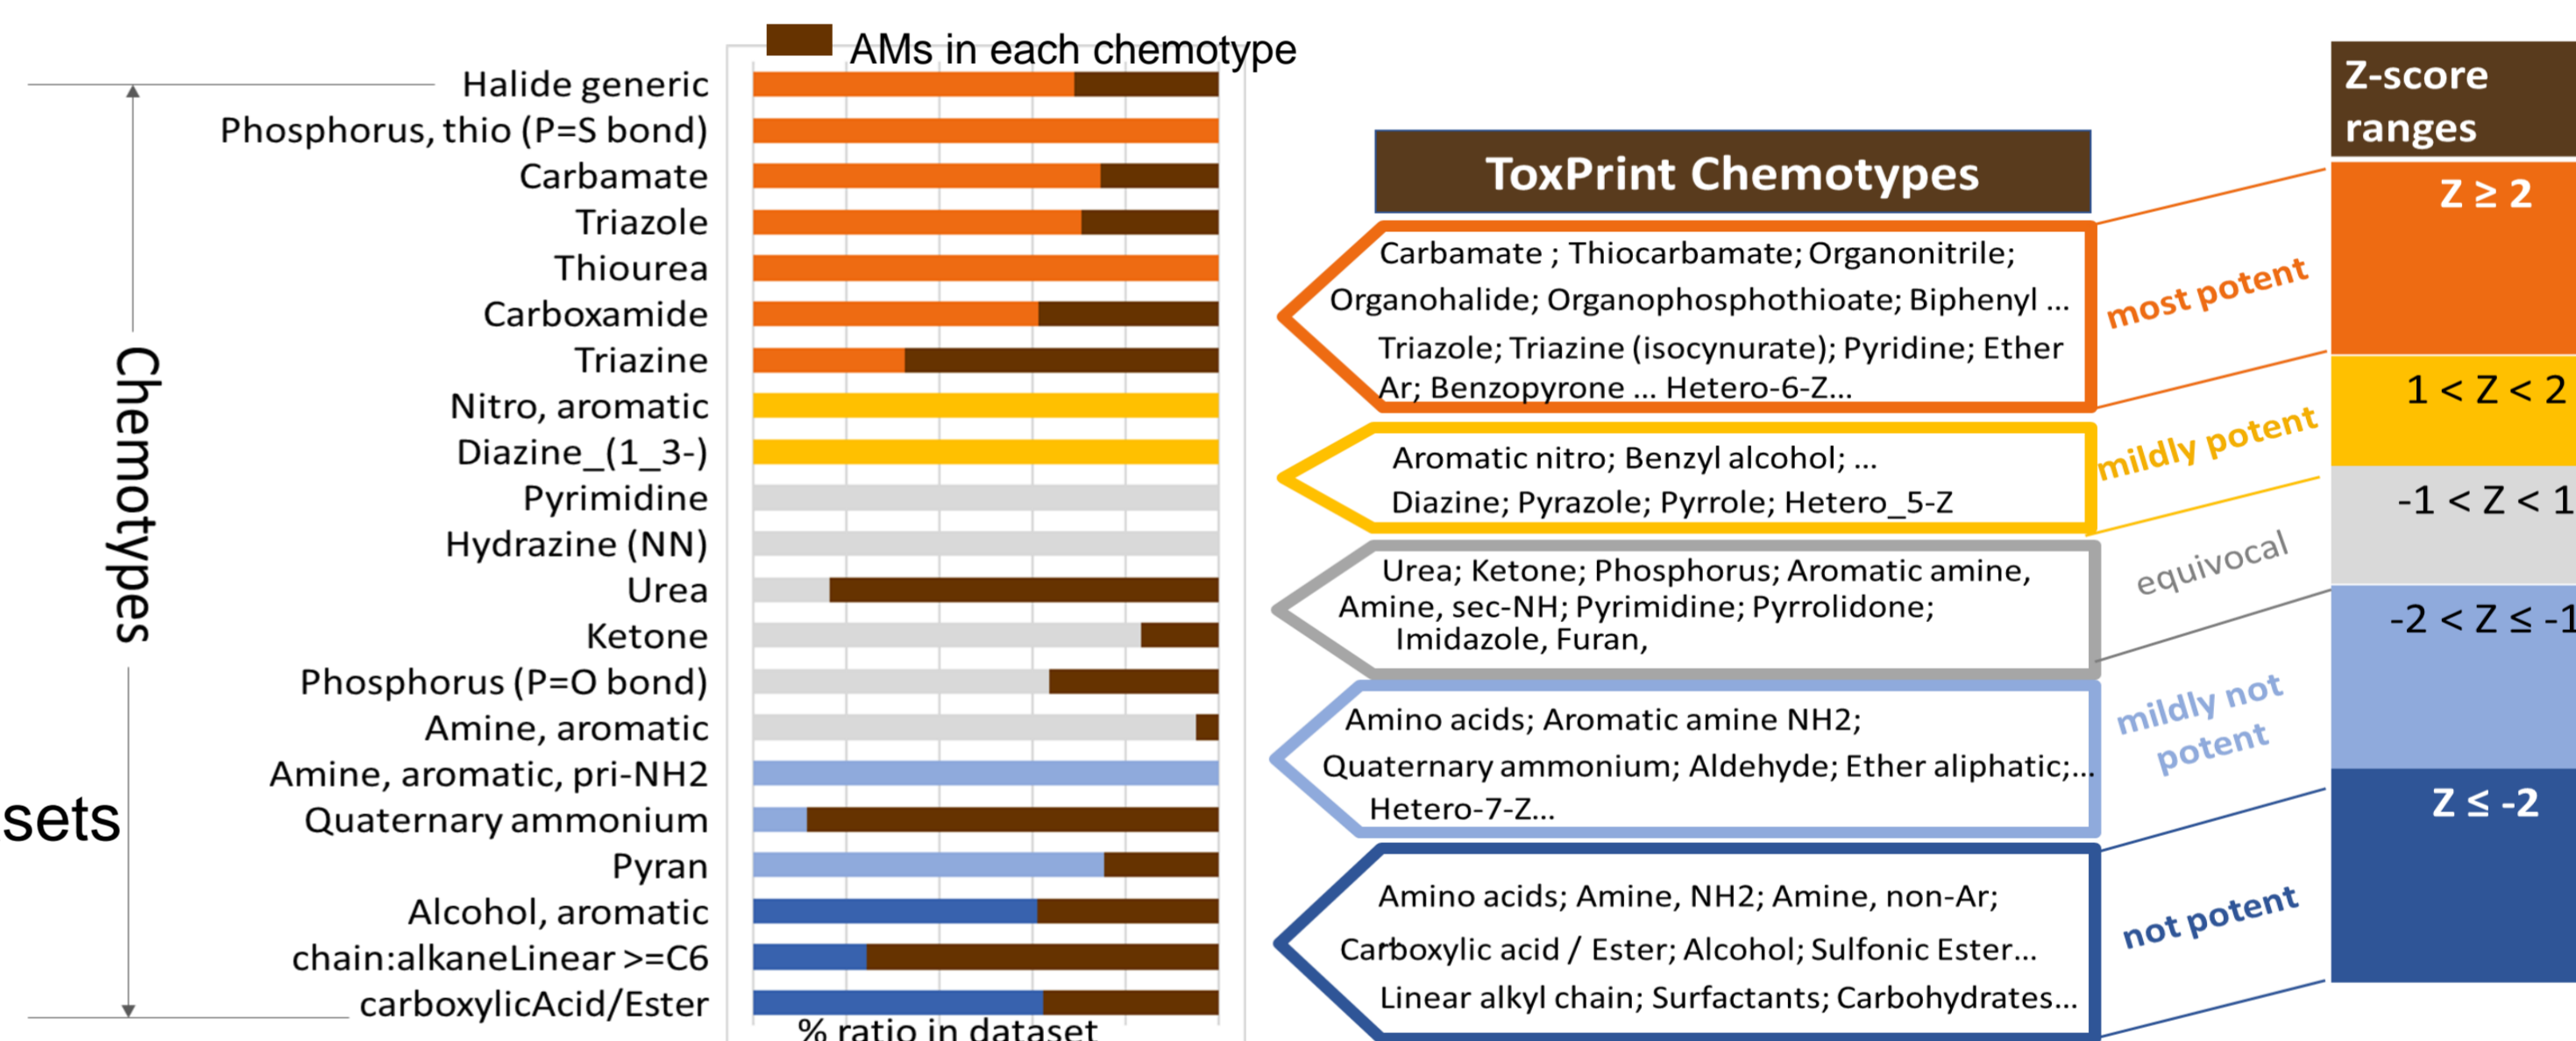 AMs in each chemotype
Halide generic
Phosphorus, thio (P=S bond)
Carbamate
Triazole
Thiourea
Carboxamide
Triazine
Nitro, aromatic
Diazine_(1_3-)
Pyrimidine
Hydrazine (NN)
Urea
Ketone
Phosphorus (P=O bond)
Amine, aromatic
Amine, aromatic, pri-NH2
Quaternary ammonium
Pyran
Alcohol, aromatic
chain:alkaneLinear >=C6
carboxylicAcid/Ester
% ratio in dataset
Chemotypes
sets
ToxPrint Chemotypes
Carbamate ; Thiocarbamate; Organonitrile;
Organohalide; Organophosphothioate; Biphenyl ...
Triazole; Triazine (isocynurate); Pyridine; Ether
Ar; Benzopyrone ... Hetero-6-Z...
Aromatic nitro; Benzyl alcohol; ...
Diazine; Pyrazole; Pyrrole; Hetero_5-Z
Urea; Ketone; Phosphorus; Aromatic amine,
Amine, sec-NH; Pyrimidine; Pyrrolidone;
Imidazole, Furan,
Amino acids; Aromatic amine NH2;
Quaternary ammonium; Aldehyde; Ether aliphatic;...
Hetero-7-Z...
Amino acids; Amine, NH2; Amine, non-Ar;
Carboxylic acid / Ester; Alcohol; Sulfonic Ester...
Linear alkyl chain; Surfactants; Carbohydrates...
most potent
mildly potent
equivocal
mildly not
potent
not potent
Z-score
ranges
Z ≥ 2
1 < Z < 2
-1 < Z < 1
-2 < Z ≤ -1
Z ≤ -2